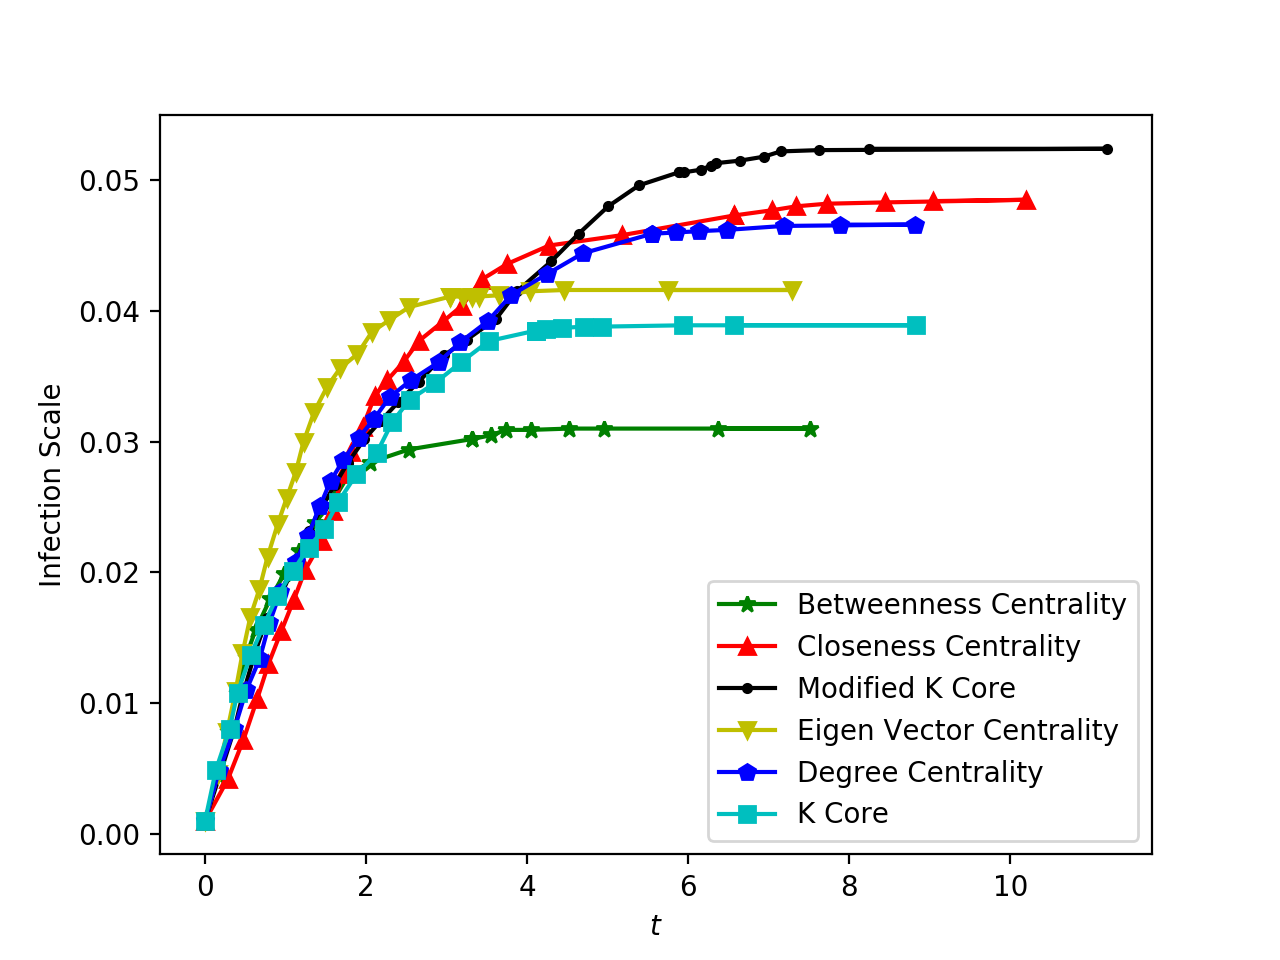 0.05
0.04
0.03
0.02
0.01
0.00
Infection Scale
0 2 4 6 8 10
t
Betweenness Centrality
Closeness Centrality
Modified K Core
Eigen Vector Centrality
Degree Centrality
K Core